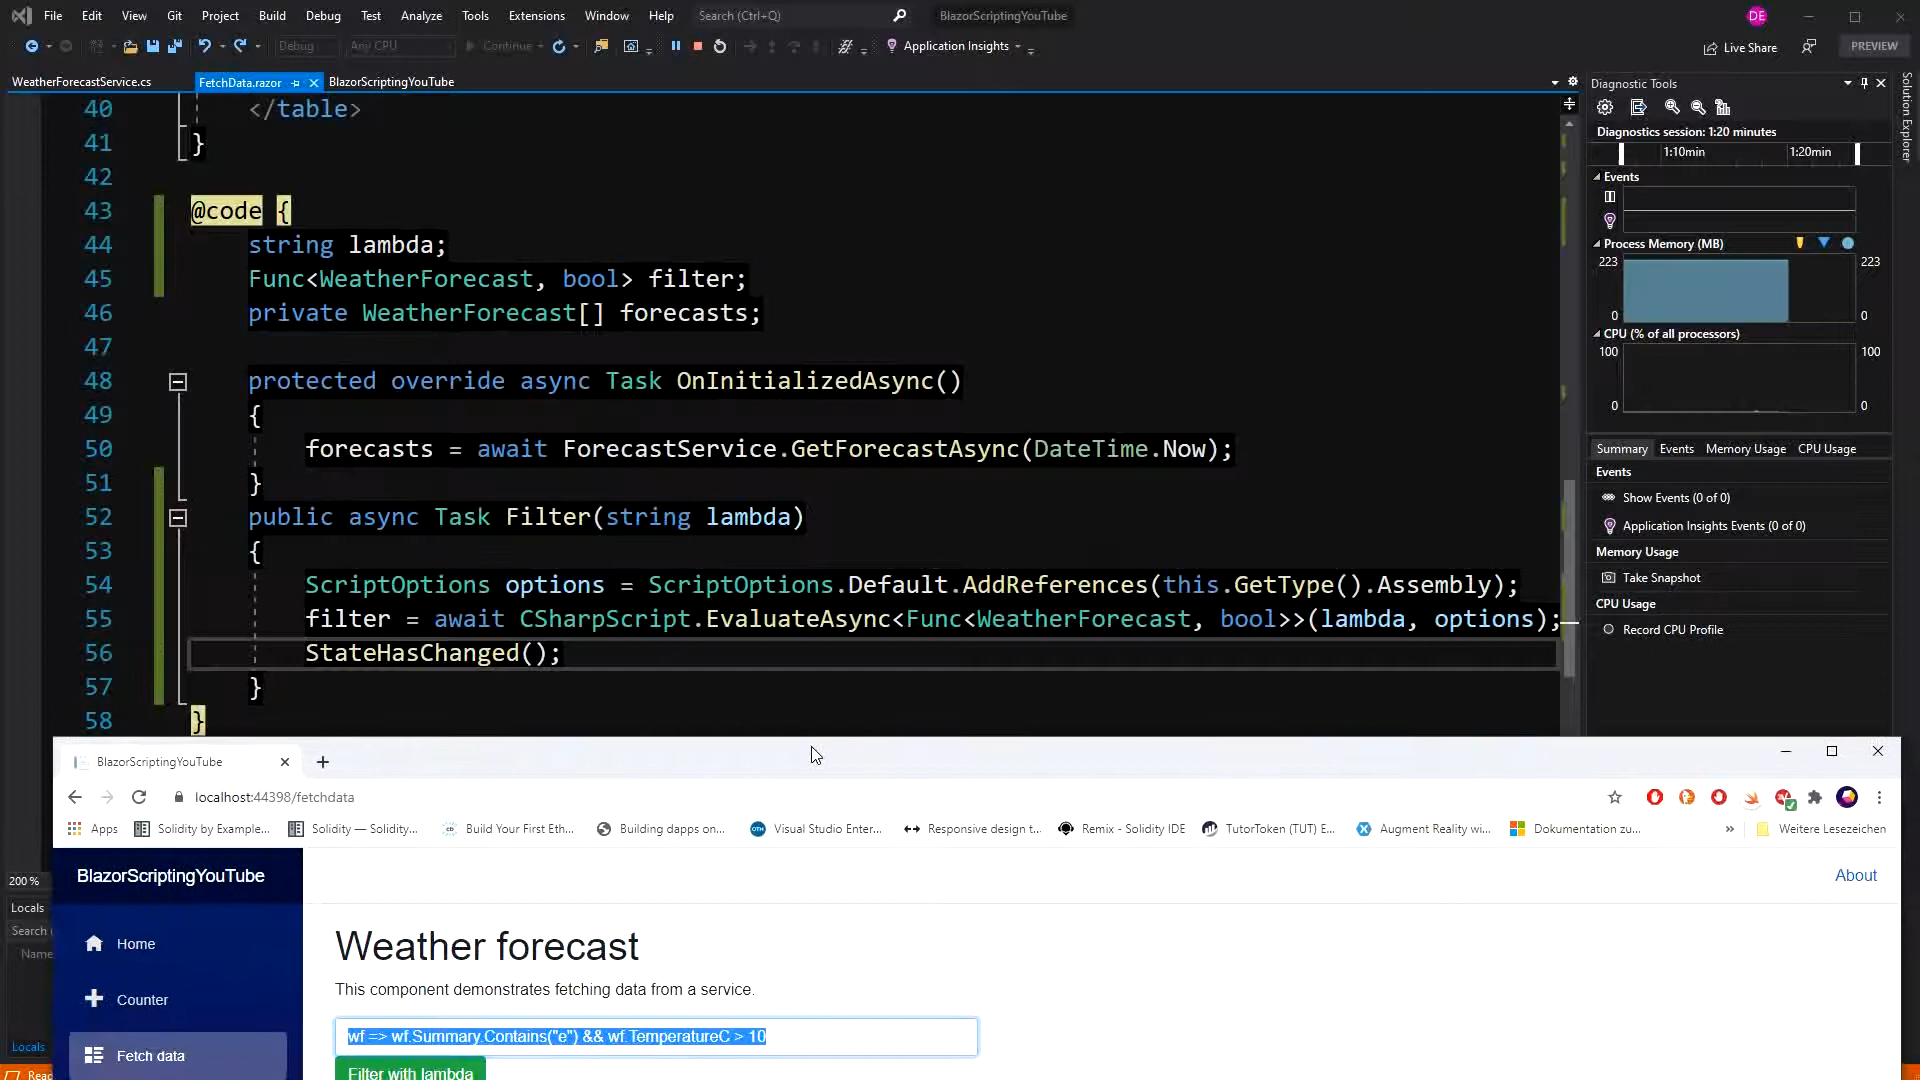 File Edit View Git Project Build Debug Test Analyze Tools Extensions Window Help Search (Ctrl+Q) BlazorScriptingYouTube DE
Debug Any CPU Continue Application Insights Live Share PREVIEW
WeatherForecastService.cs FetchData.razor BlazorScriptingYouTube
40 </table>
41 }
42
43 @code {
44 string lambda;
45 Func<WeatherForecast, bool> filter;
46 private WeatherForecast[] forecasts;
47
48 protected override async Task OnInitializedAsync()
49 {
50 forecasts = await ForecastService.GetForecastAsync(DateTime.Now);
51 }
52 public async Task Filter(string lambda)
53 {
54 ScriptOptions options = ScriptOptions.Default.AddReferences(this.GetType().Assembly);
55 filter = await CSharpScript.EvaluateAsync<Func<WeatherForecast, bool>>(lambda, options);
56 StateHasChanged();
57 }
58 }
Diagnostic Tools
Diagnostics session: 1:20 minutes
1:10min 1:20min
Events
Process Memory (MB)
223 223
0 0
CPU (% of all processors)
100 100
0 0
Summary Events Memory Usage CPU Usage
Events
Show Events (0 of 0)
Application Insights Events (0 of 0)
Memory Usage
Take Snapshot
CPU Usage
Record CPU Profile
Solution Explorer
200 %
Locals
Search
Name
Locals
BlazorScriptingYouTube
localhost:44398/fetchdata
Apps Solidity by Example... Solidity — Solidity... Build Your First Eth... Building dapps on... Visual Studio Enter... Responsive design t... Remix - Solidity IDE TutorToken (TUT) E... Augment Reality wi... Dokumentation zu... » Weitere Lesezeichen
BlazorScriptingYouTube
About
Home
Counter
Fetch data
Weather forecast
This component demonstrates fetching data from a service.
wf => wf.Summary.Contains("e") && wf.TemperatureC > 10
Filter with lambda